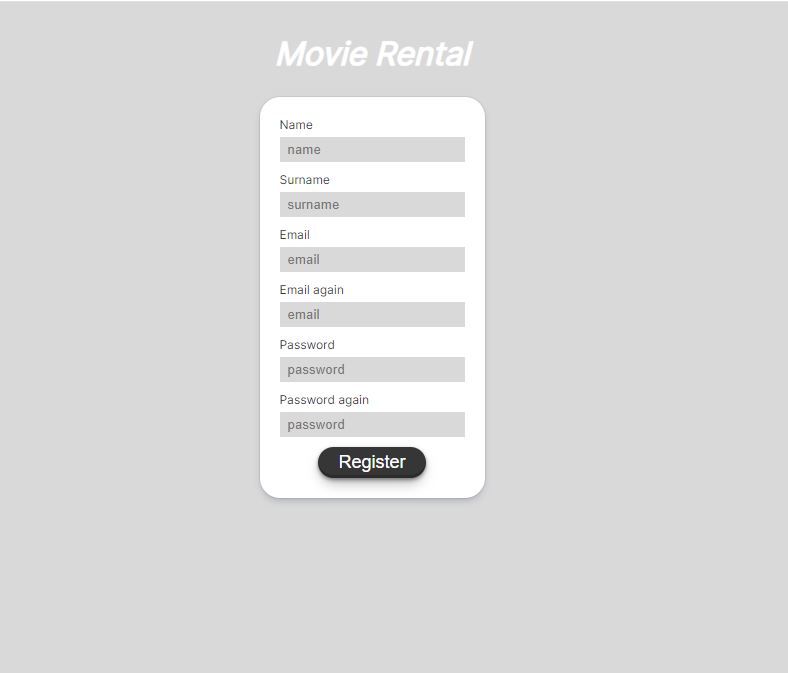 Movie Rental
Name
name
Surname
surname
Email
email
Email again
email
Password
password
Password again
password
Register